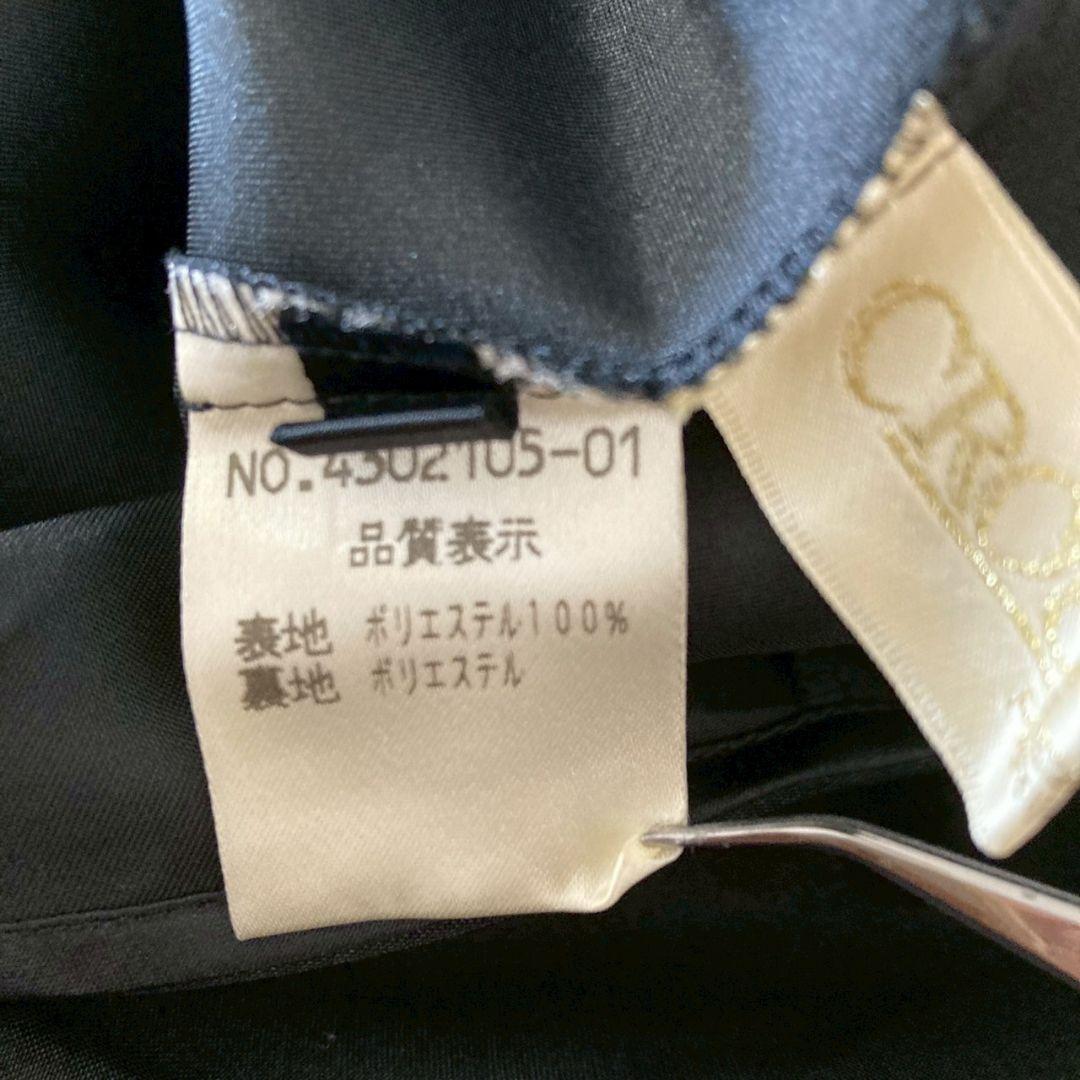 NO.4302105-01
品質表示
表地 ポリエステル100%
裏地 ポリエステル
CRO